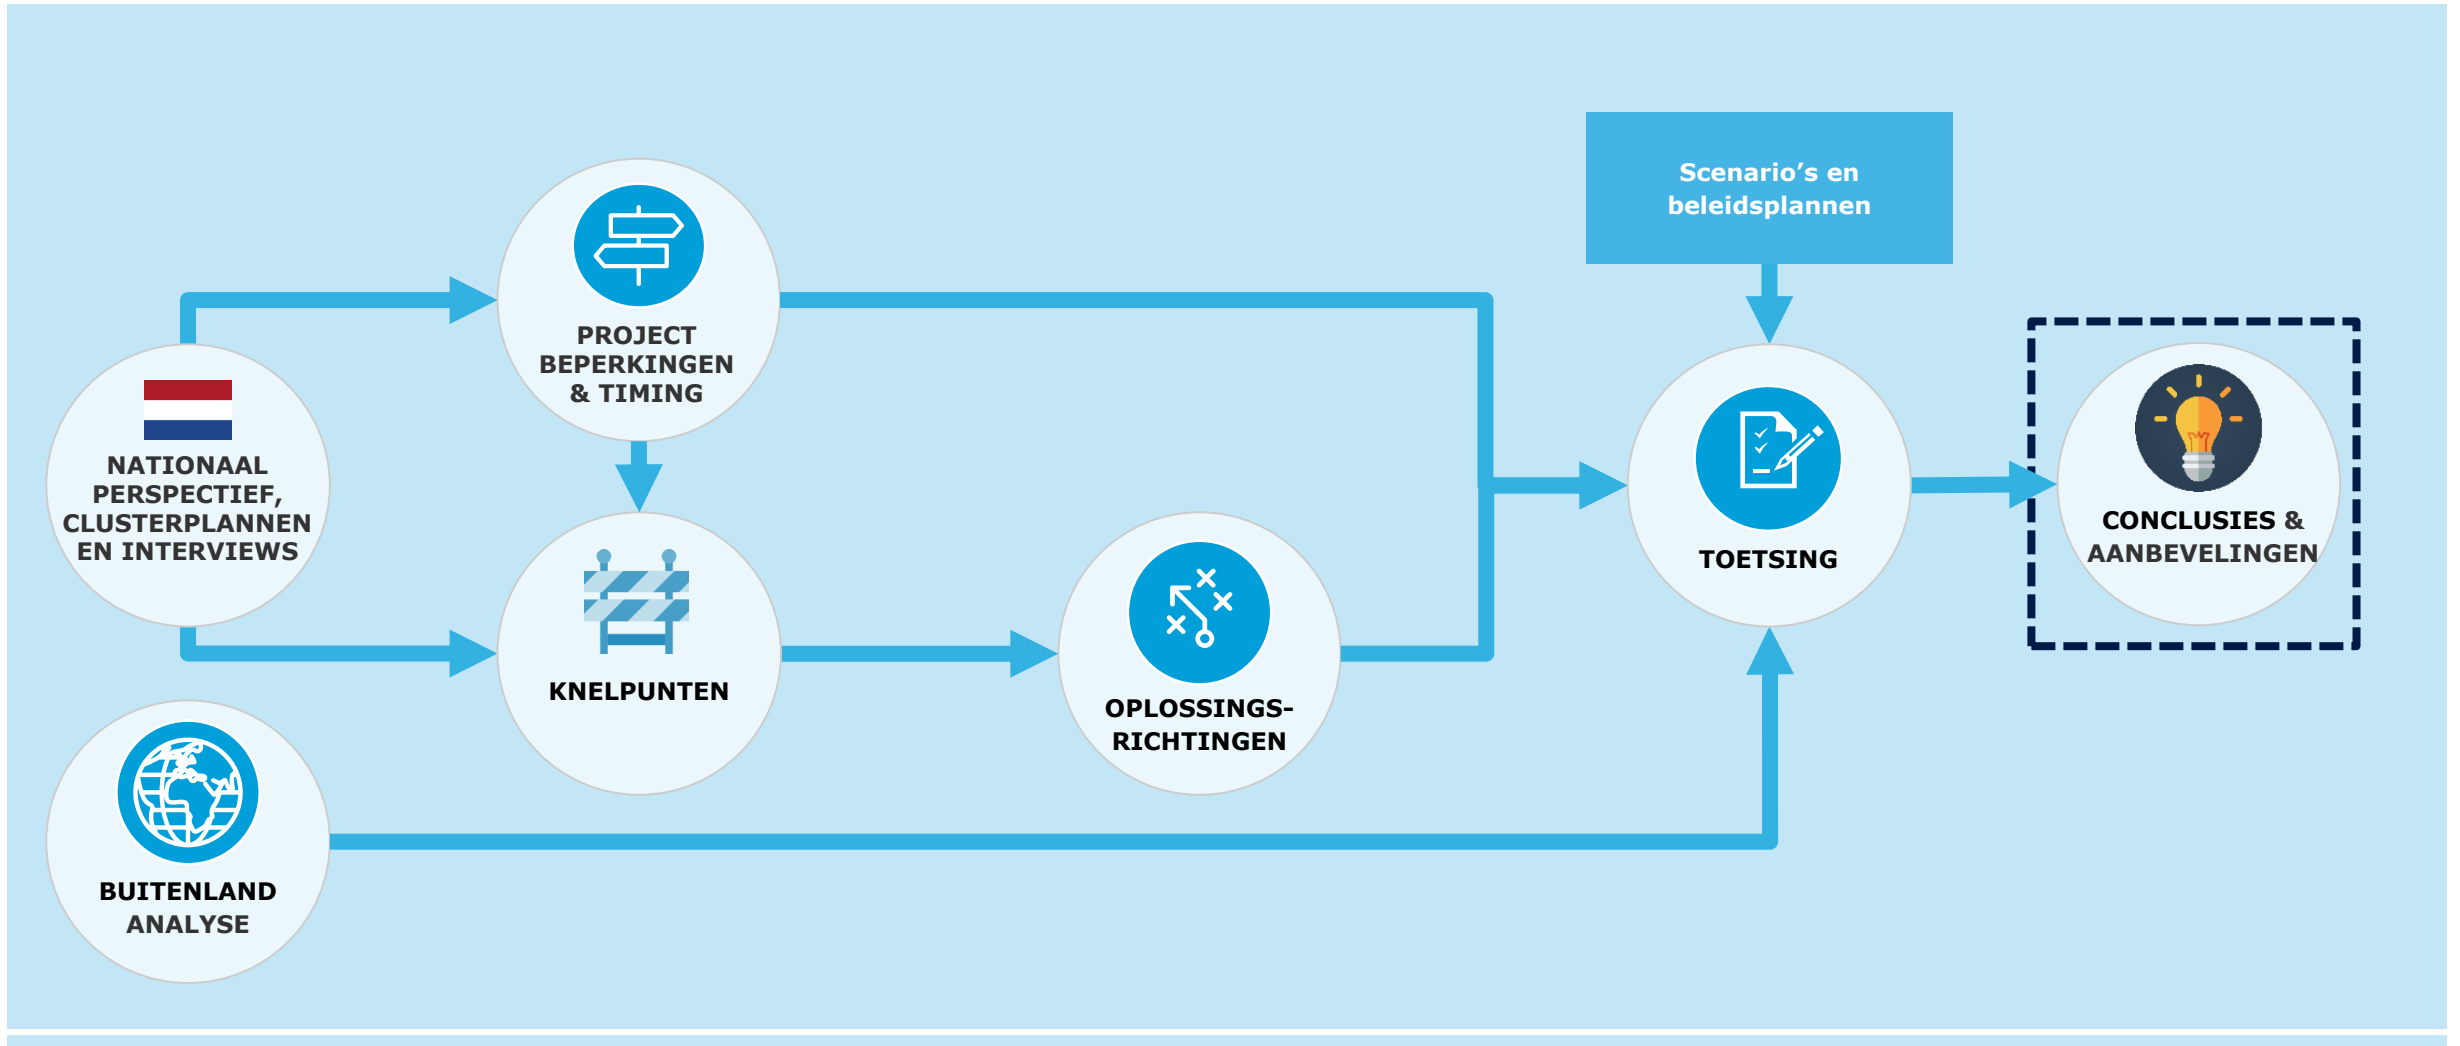 Scenario’s en
beleidsplannen
PROJECT
BEPERKINGEN
& TIMING
NATIONAAL
PERSPECTIEF,
CLUSTERPLANNEN
EN INTERVIEWS
KNELPUNTEN
OPLOSSINGS-
RICHTINGEN
TOETSING
CONCLUSIES &
AANBEVELINGEN
BUITENLAND
ANALYSE